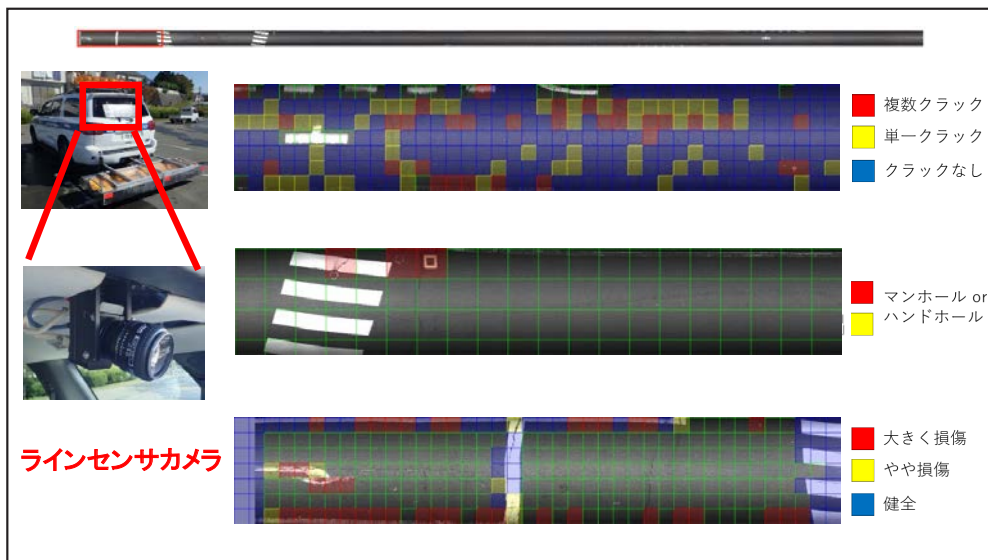 複数クラック
単一クラック
クラックなし
マンホール or
ハンドホール
ラインセンサカメラ
大きく損傷
やや損傷
健全